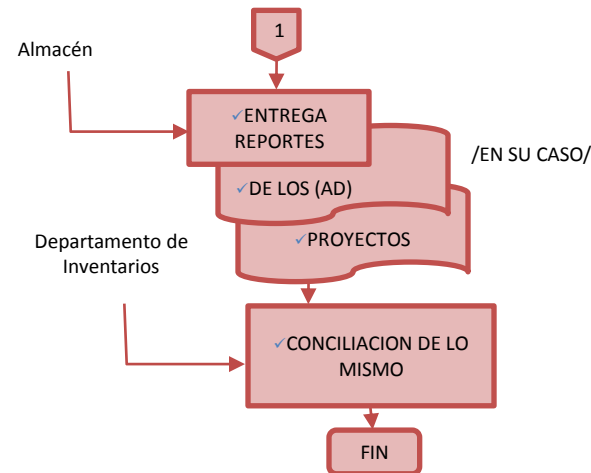 1
Almacén
✓ENTREGA
REPORTES
/EN SU CASO/
✓DE LOS (AD)
✓PROYECTOS
Departamento de
Inventarios
✓CONCILIACION DE LO
MISMO
FIN